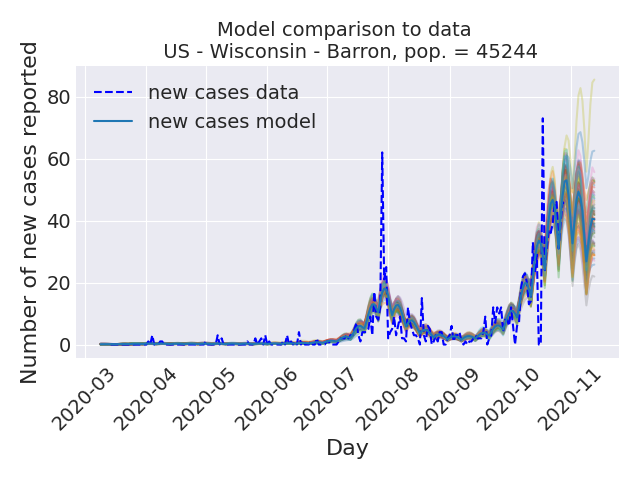 Model comparison to data
US - Wisconsin - Barron, pop. = 45244
Number of new cases reported
80
60
40
20
0
new cases data
new cases model
2020-03
2020-04
2020-05
2020-06
2020-07
2020-08
2020-09
2020-10
2020-11
Day